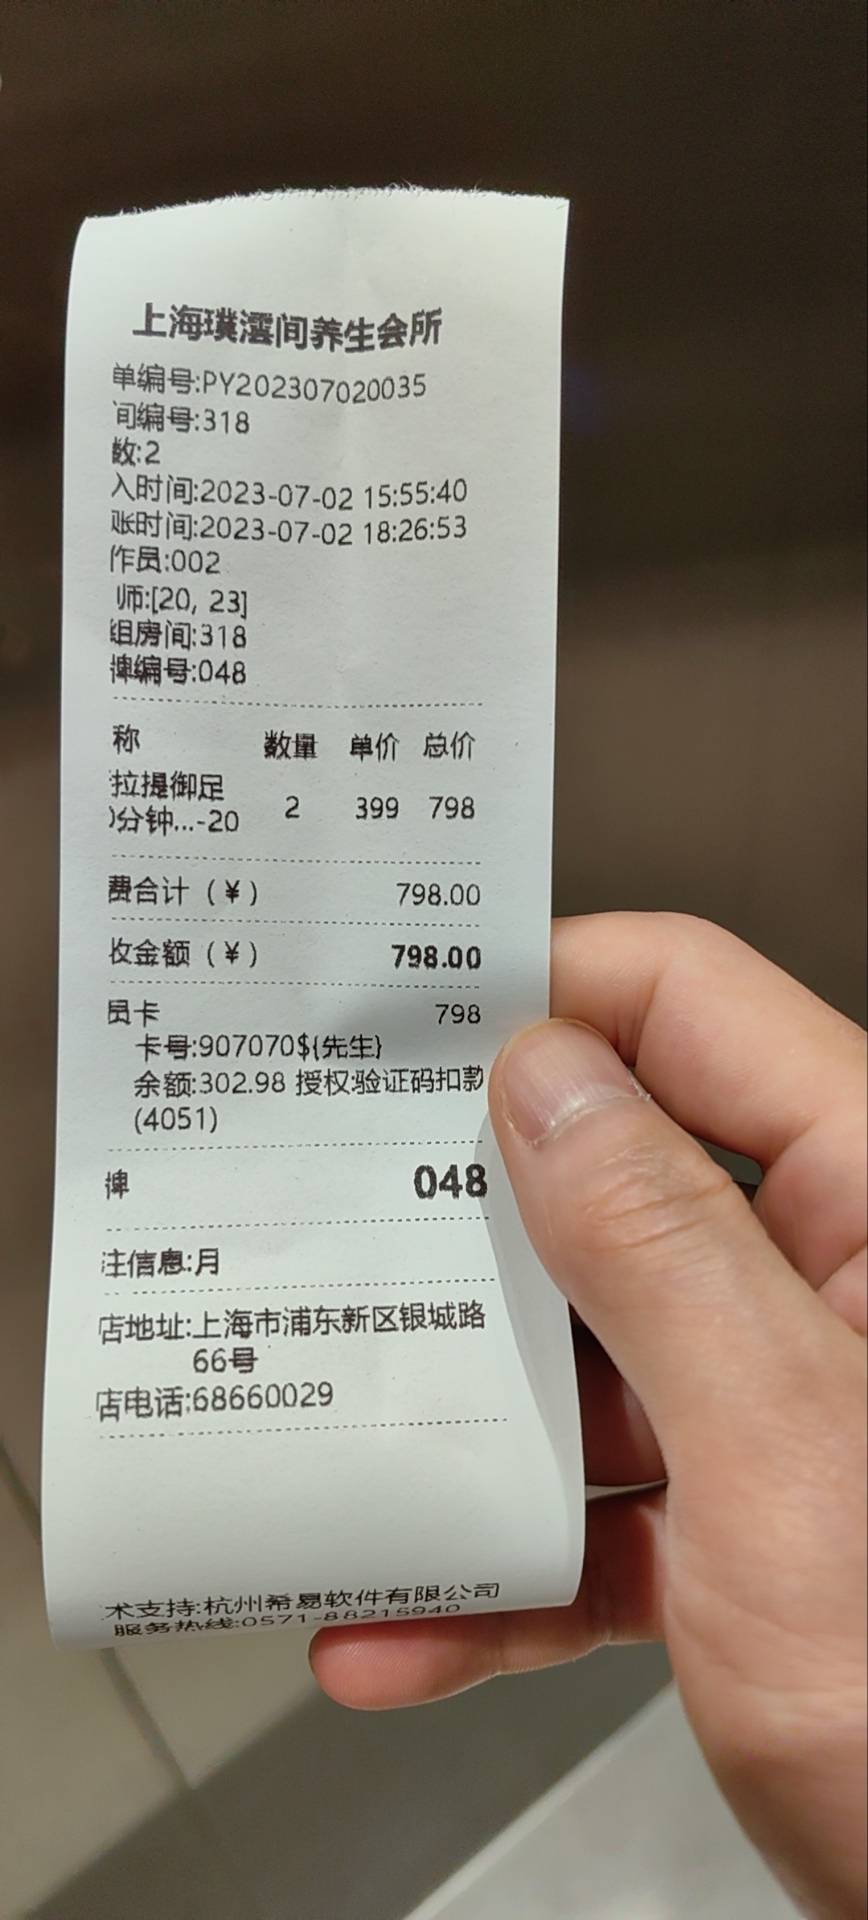 上海璞澐间养生会所
单编号:PY202307020035
间编号:318
数:2
入时间:2023-07-02 15:55:40
账时间:2023-07-02 18:26:53
作员:002
师:[20, 23]
组房间:318
牌编号:048
称 数量 单价 总价
拉提御足
分钟...-20 2 399 798
费合计（¥） 798.00
收金额（¥） 798.00
员卡 798
卡号:907070${先生}
余额:302.98 授权:验证码扣款
(4051)
牌 048
注信息:月
店地址:上海市浦东新区银城路
66号
店电话:68660029
术支持:杭州希易软件有限公司
服务热线:0571-88215940